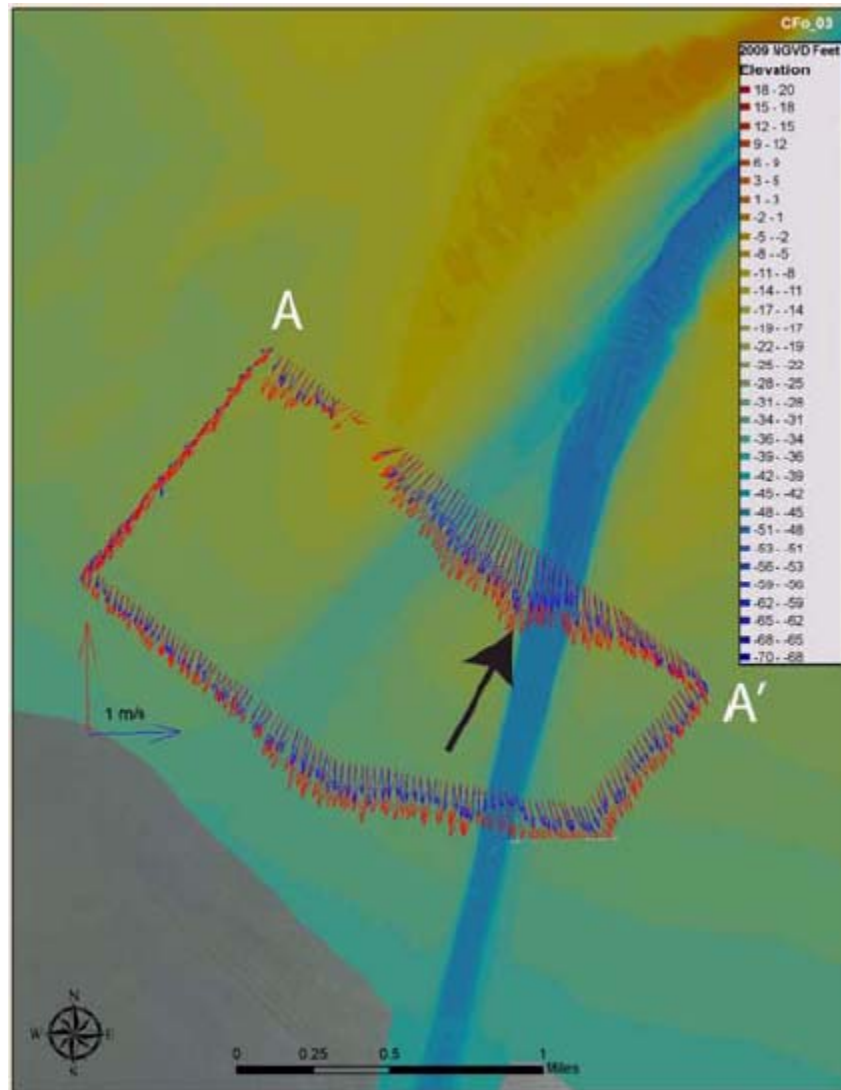 CFo_03
2009 NGVD Feet
Elevation
18 - 20
15 - 18
12 - 15
9 - 12
6 - 9
3 - 6
1 - 3
-2 - 1
-5 - -2
-8 - -5
-11 - -8
-14 - -11
-17 - -14
-19 - -17
-22 - -19
-25 - -22
-28 - -25
-31 - -28
-34 - -31
-36 - -34
-39 - -36
-42 - -39
-45 - -42
-48 - -45
-51 - -48
-53 - -51
-56 - -53
-59 - -56
-62 - -59
-65 - -62
-68 - -65
-70 - -68
A
A'
1 m/s
N
W E
S
0 0.25 0.5 1
Miles